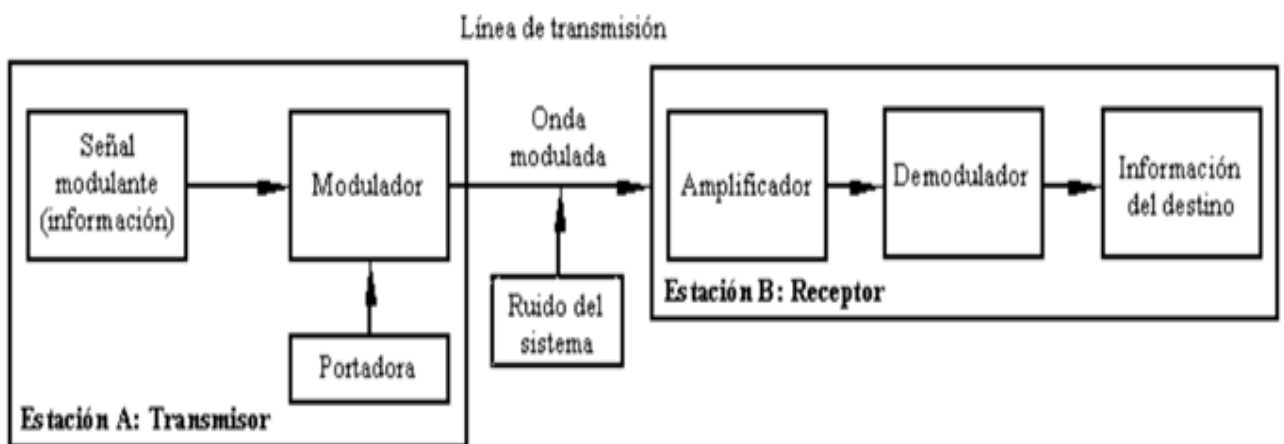 Línea de transmisión
Señal
modulante
(información)
Modulador
Portadora
Estación A: Transmisor
Onda
modulada
Ruido del
sistema
Amplificador
Demodulador
Información
del destino
Estación B: Receptor